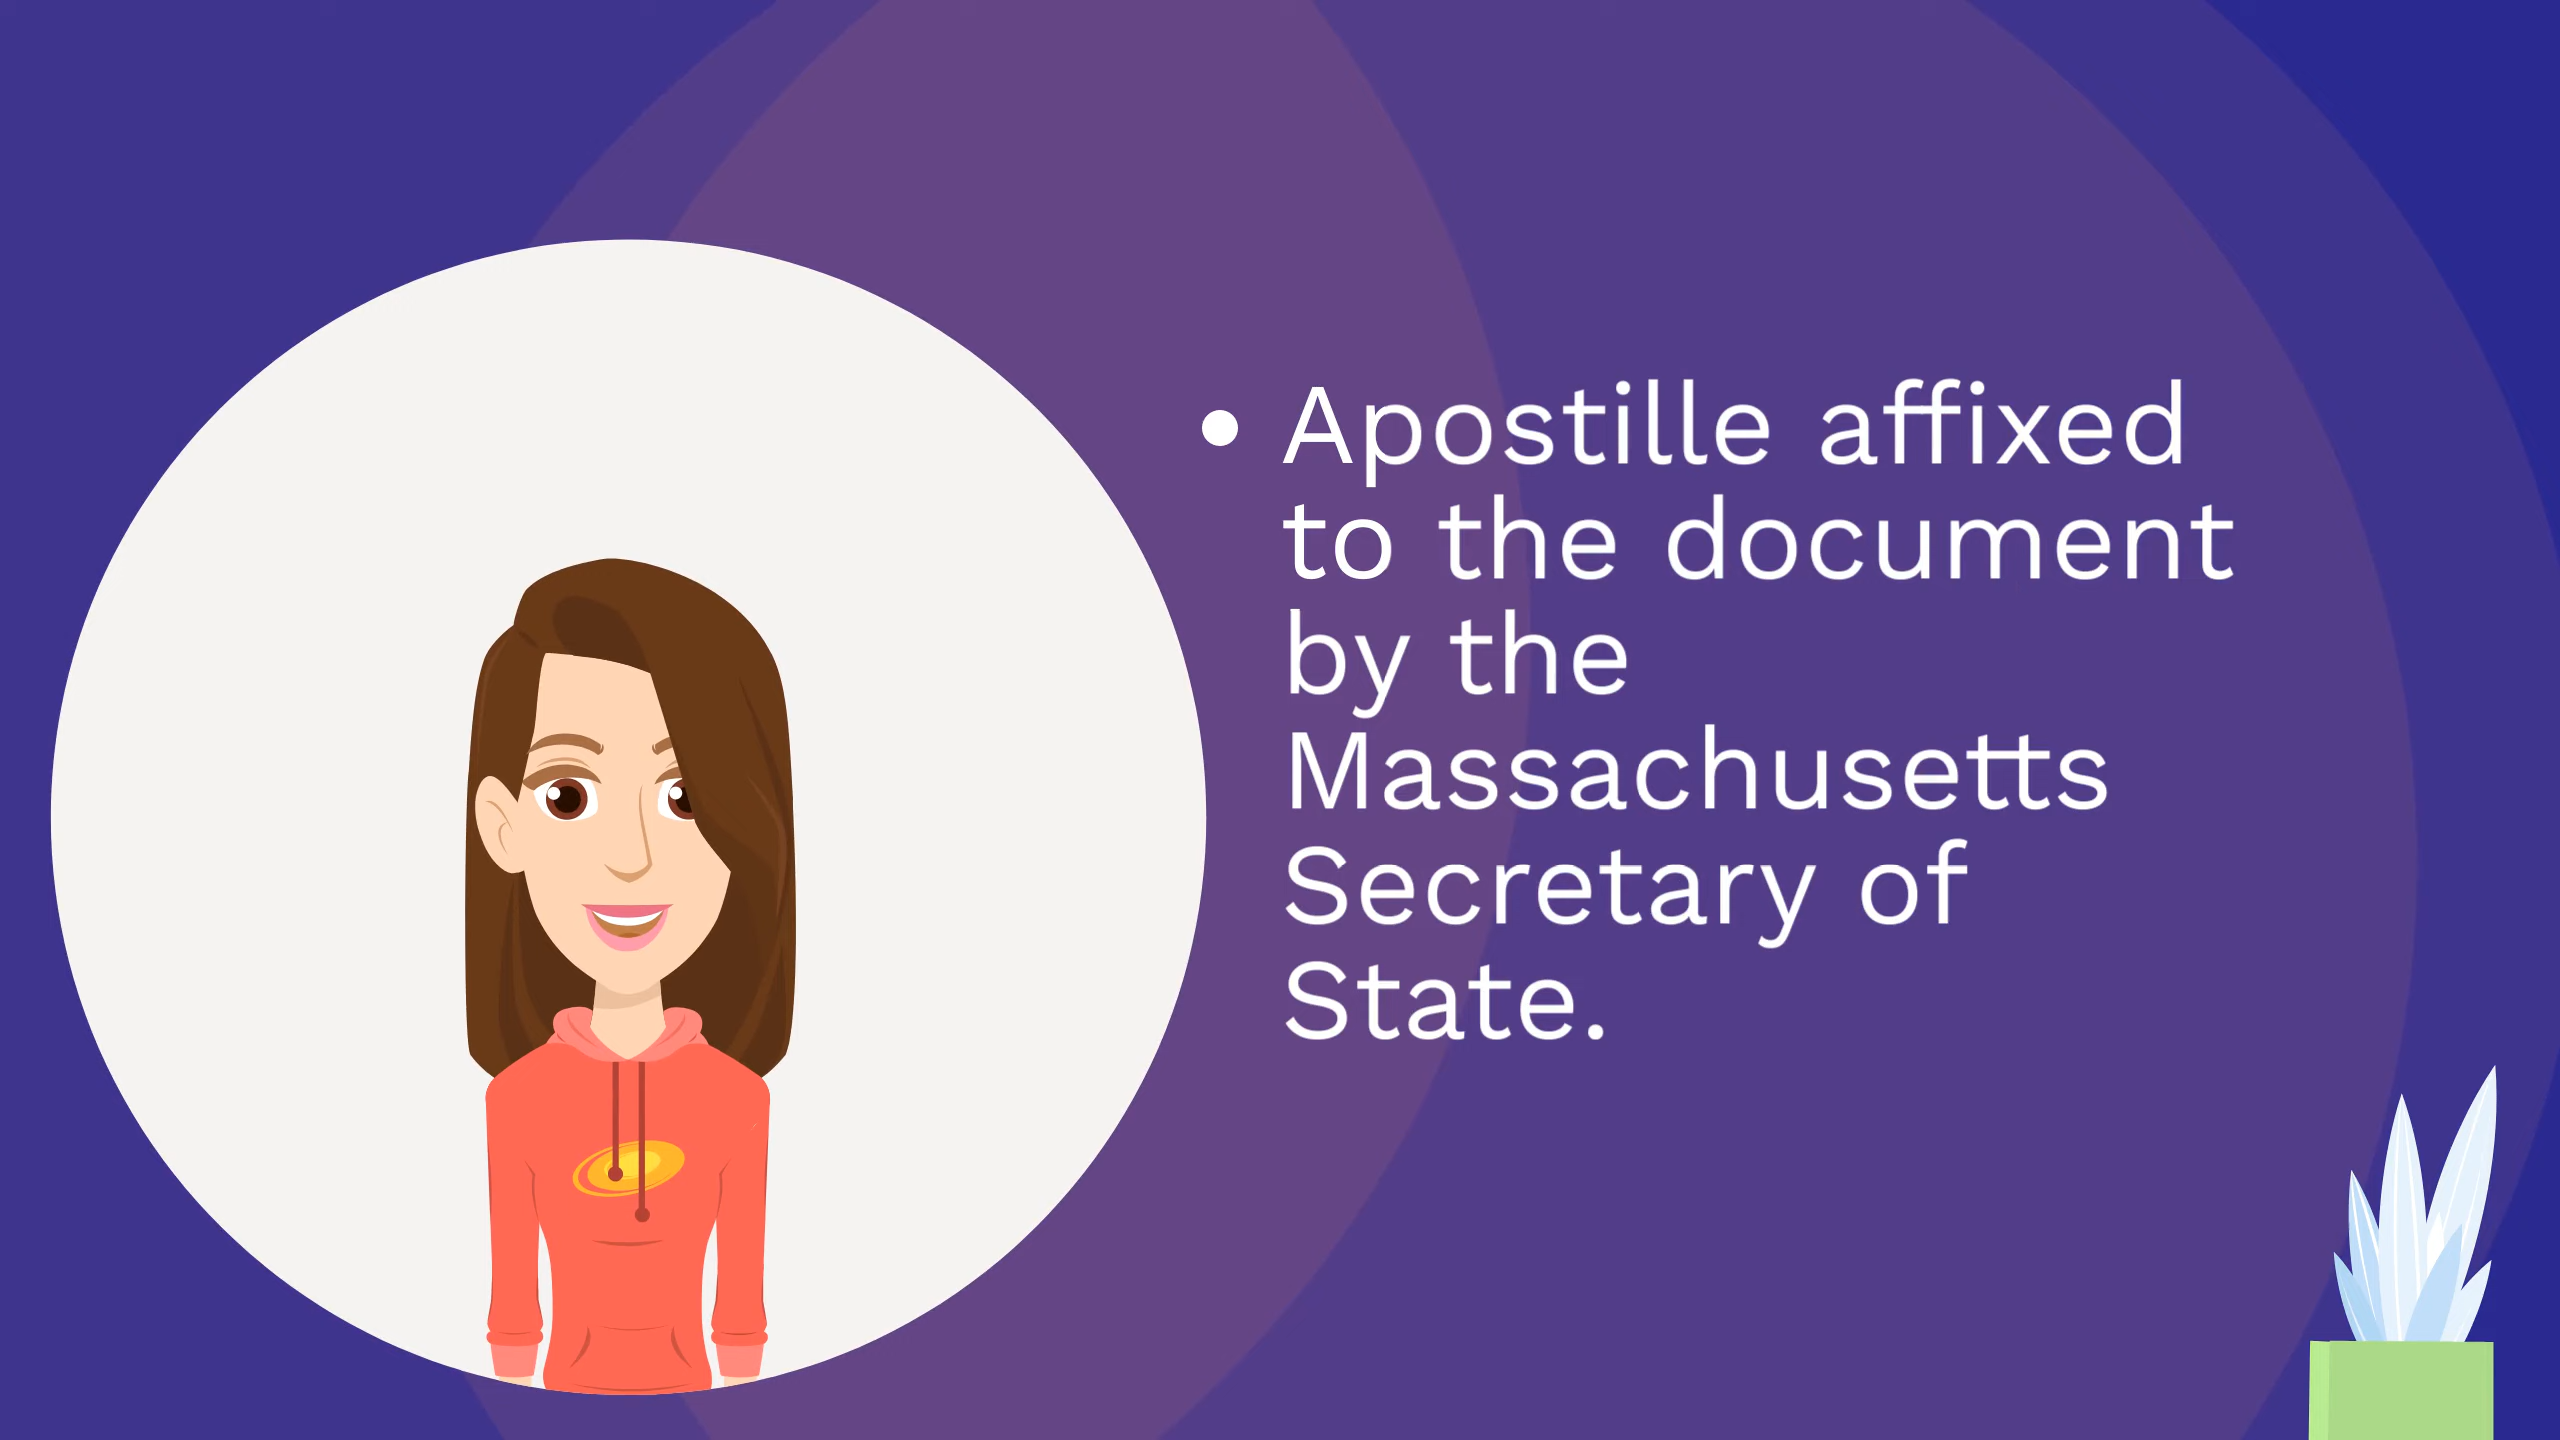 • Apostille affixed
to the document
by the
Massachusetts
Secretary of
State.